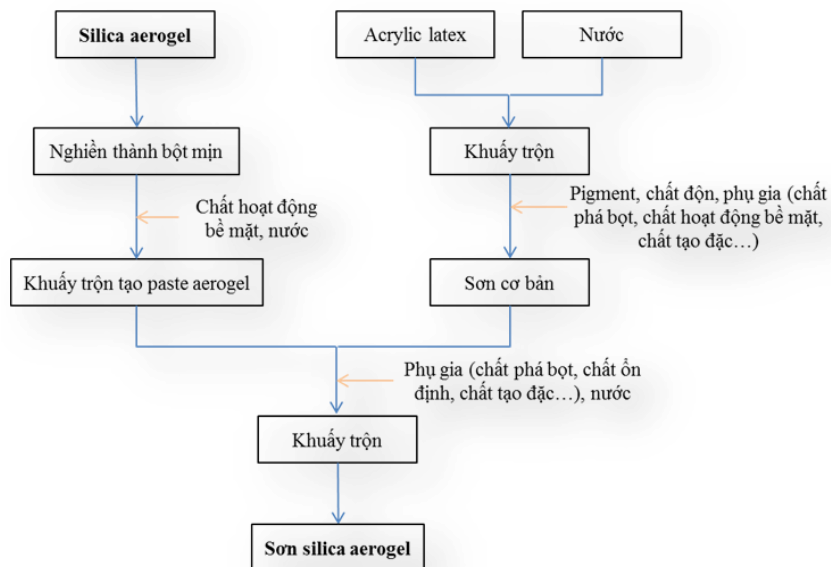 Silica aerogel
Acrylic latex
Nước
Nghiền thành bột mịn
Khuấy trộn
Chất hoạt động
bề mặt, nước
Pigment, chất độn, phụ gia (chất
phá bọt, chất hoạt động bề mặt,
chất tạo đặc…)
Khuấy trộn tạo paste aerogel
Sơn cơ bản
Phụ gia (chất phá bọt, chất ổn
định, chất tạo đặc…), nước
Khuấy trộn
Sơn silica aerogel